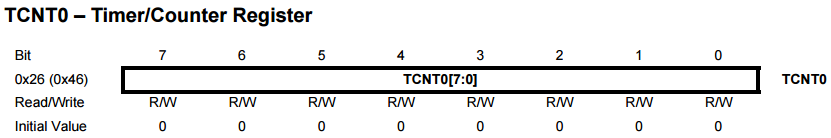 TCNT0 – Timer/Counter Register
Bit 7 6 5 4 3 2 1 0
0x26 (0x46) TCNT0[7:0] TCNT0
Read/Write R/W R/W R/W R/W R/W R/W R/W R/W
Initial Value 0 0 0 0 0 0 0 0